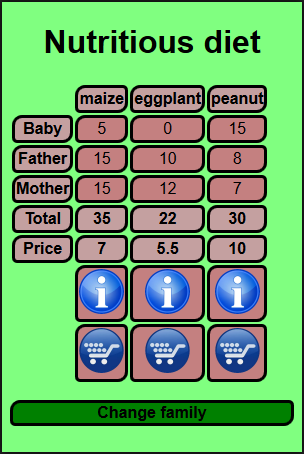 Nutritious diet
maize eggplant peanut
Baby 5 0 15
Father 15 10 8
Mother 15 12 7
Total 35 22 30
Price 7 5.5 10
i i i
Change family